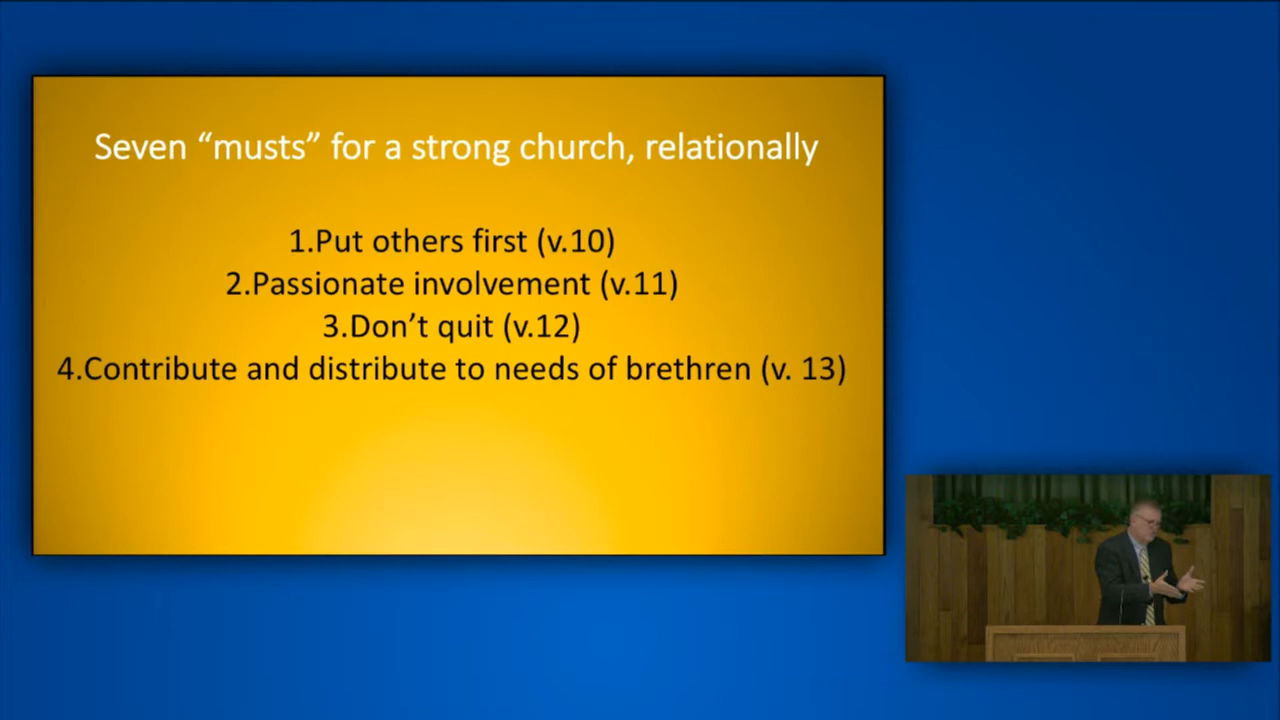 Seven “musts” for a strong church, relationally
1.Put others first (v.10)
2.Passionate involvement (v.11)
3.Don’t quit (v.12)
4.Contribute and distribute to needs of brethren (v. 13)